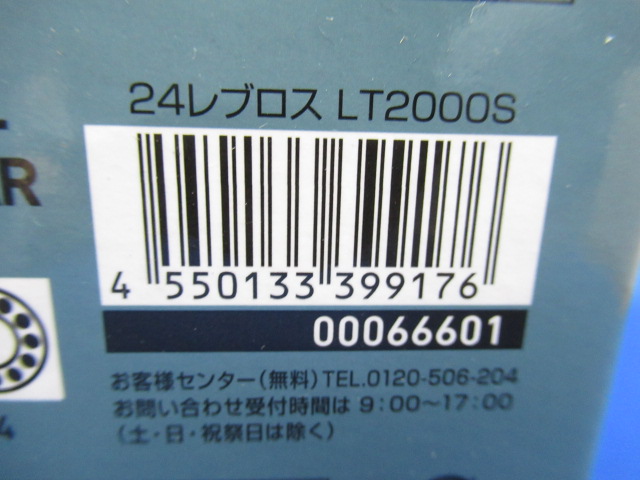 24レブロス LT2000S
R
4 550133 399176
00066601
お客様センター(無料)TEL.0120-506-204
お問い合わせ受付時間は 9:00～17:00
(土・日・祝祭日は除く)
4